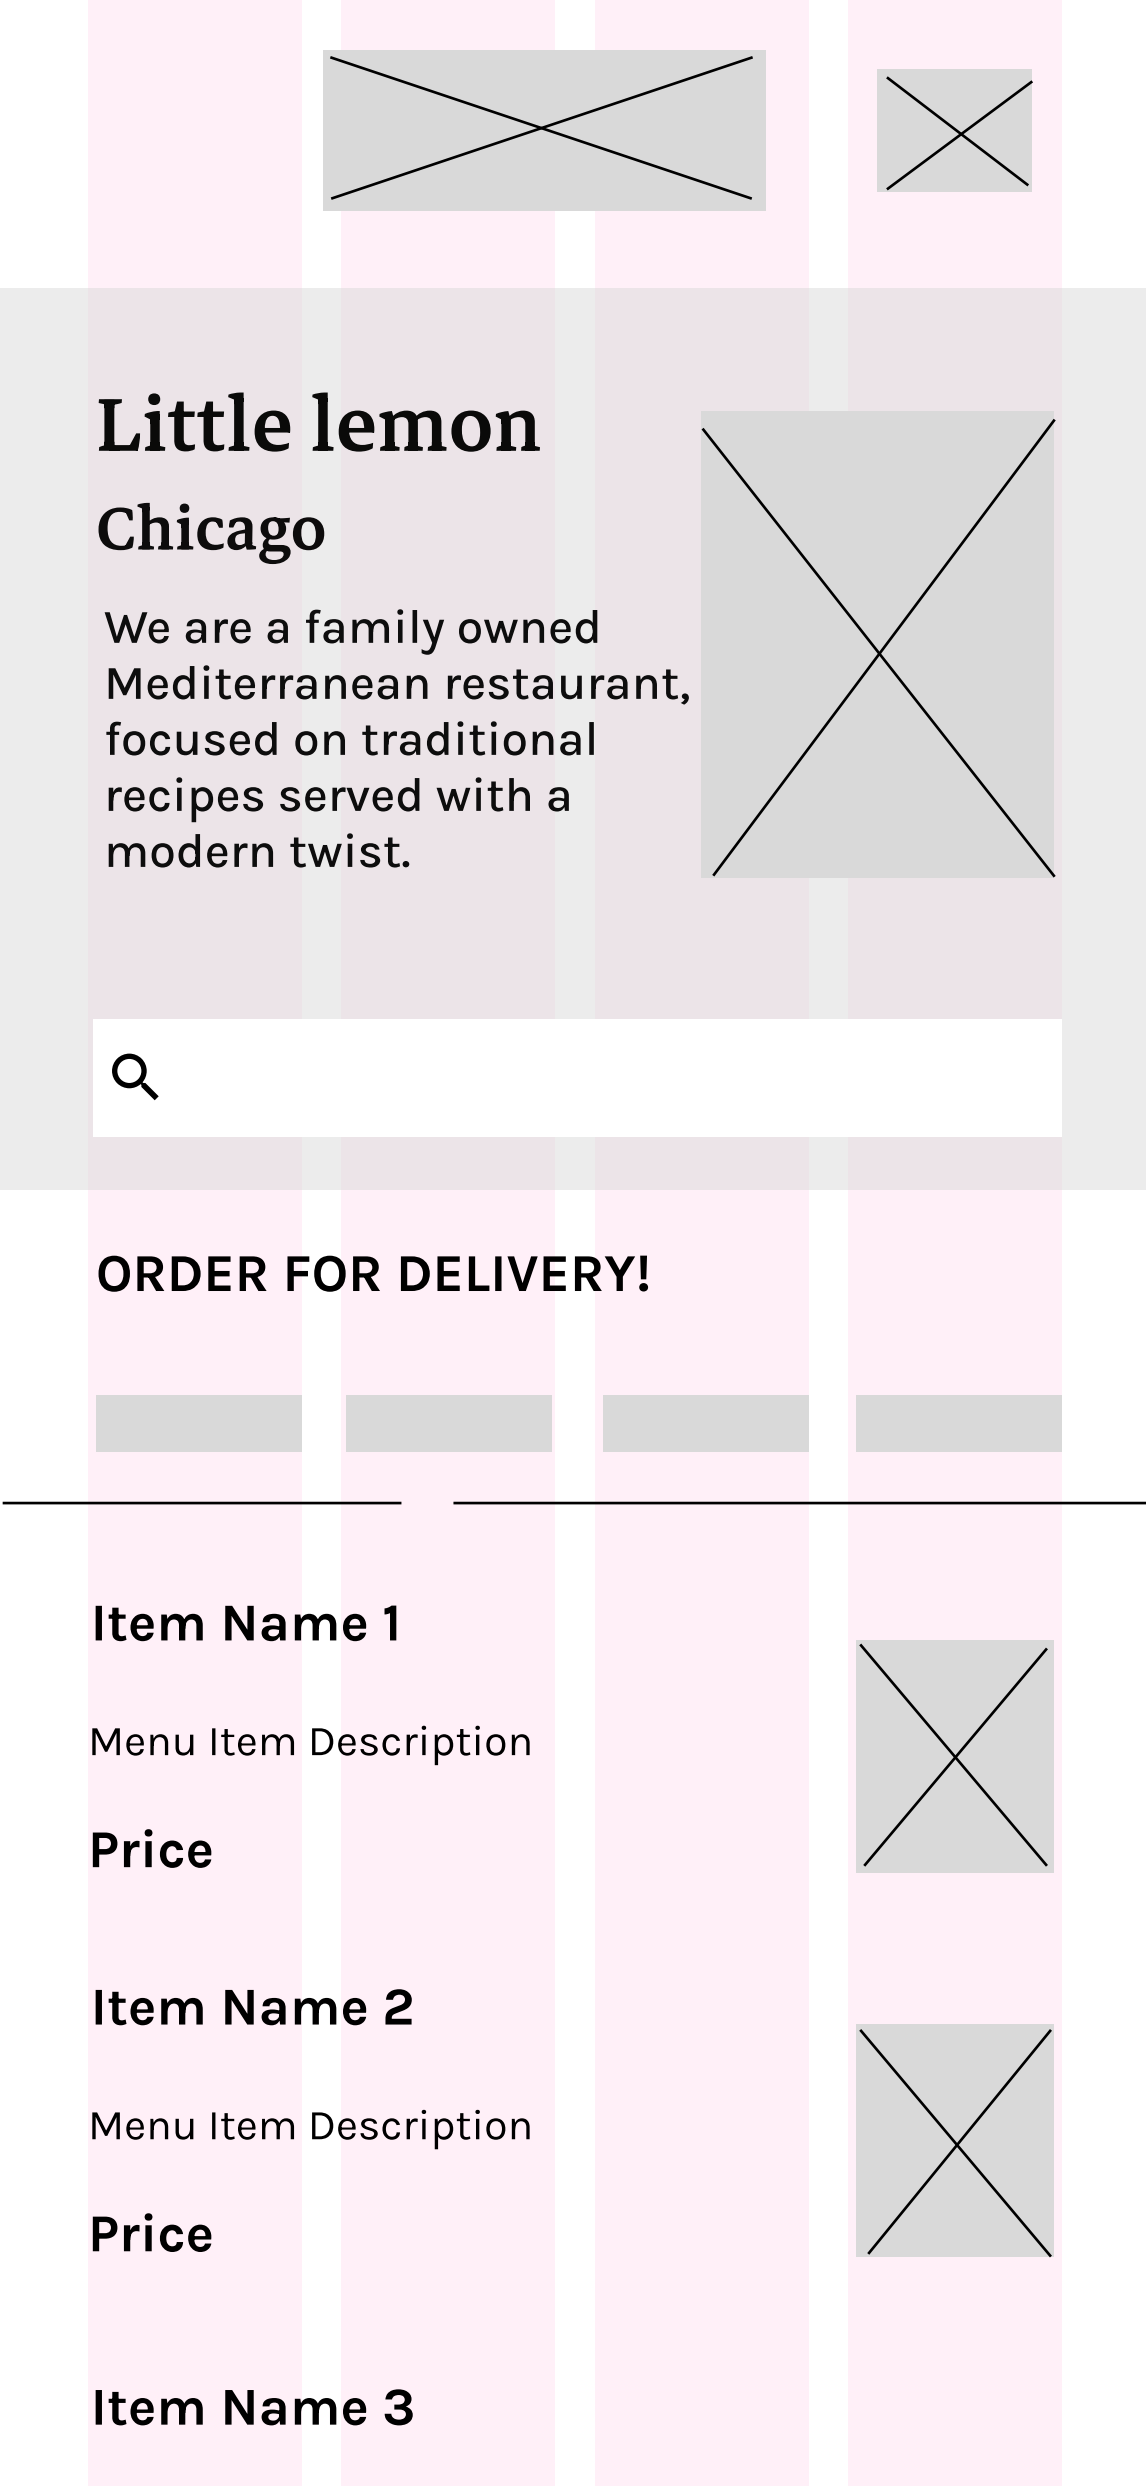 Little lemon
Chicago
We are a family owned
Mediterranean restaurant,
focused on traditional
recipes served with a
modern twist.
ORDER FOR DELIVERY!
Item Name 1
Menu Item Description
Price
Item Name 2
Menu Item Description
Price
Item Name 3